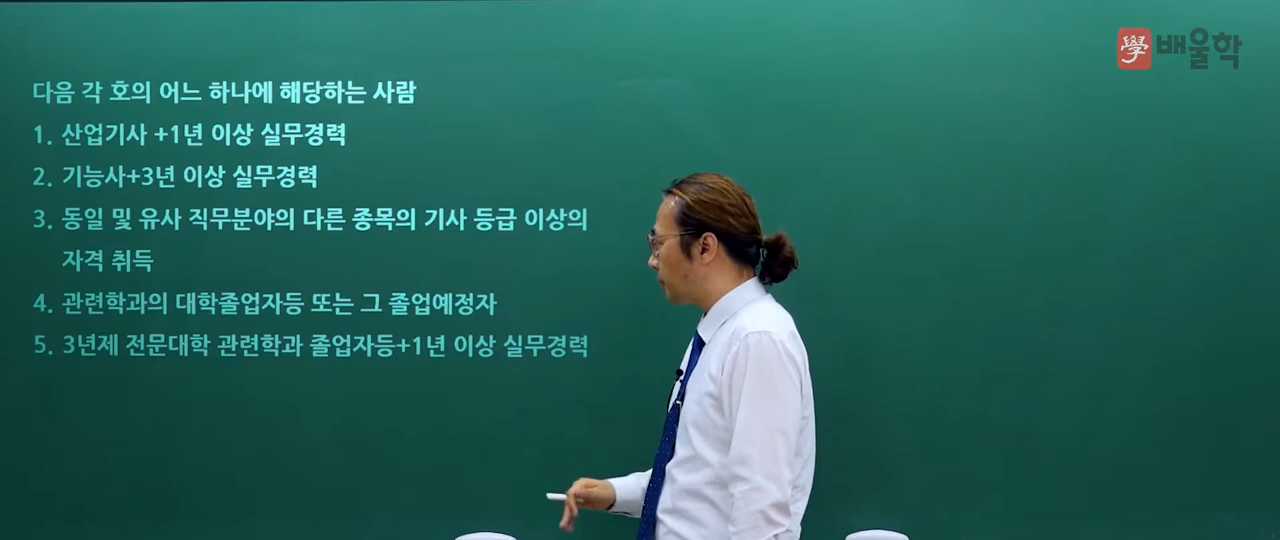 學 배울학
다음 각 호의 어느 하나에 해당하는 사람
1. 산업기사 +1년 이상 실무경력
2. 기능사+3년 이상 실무경력
3. 동일 및 유사 직무분야의 다른 종목의 기사 등급 이상의
자격 취득
4. 관련학과의 대학졸업자등 또는 그 졸업예정자
5. 3년제 전문대학 관련학과 졸업자등+1년 이상 실무경력